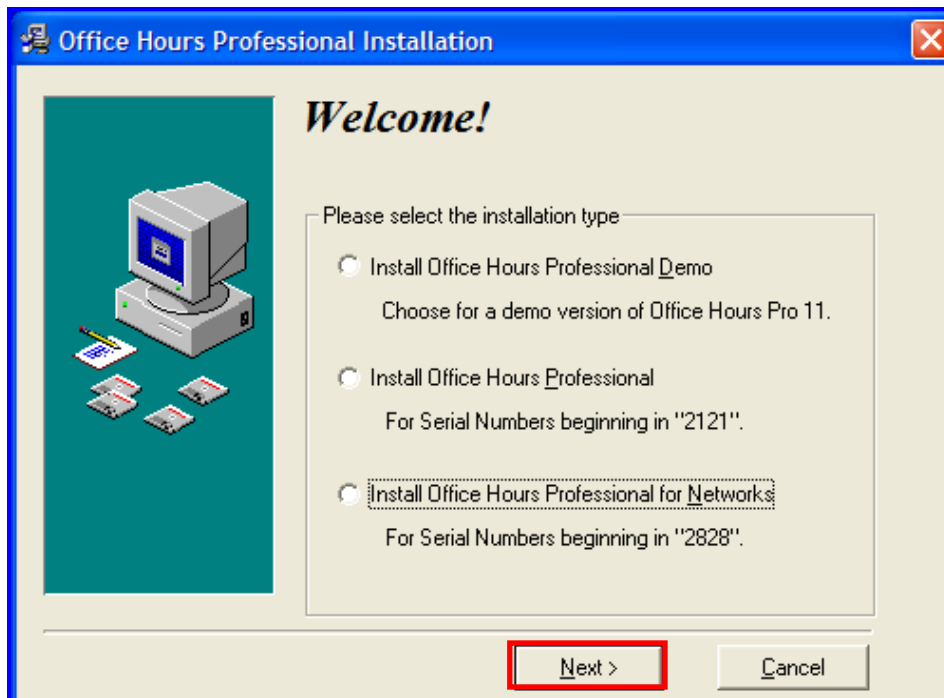 Office Hours Professional Installation
Welcome!
Please select the installation type
Install Office Hours Professional Demo
Choose for a demo version of Office Hours Pro 11.
Install Office Hours Professional
For Serial Numbers beginning in "2121".
Install Office Hours Professional for Networks
For Serial Numbers beginning in "2828".
Next >
Cancel